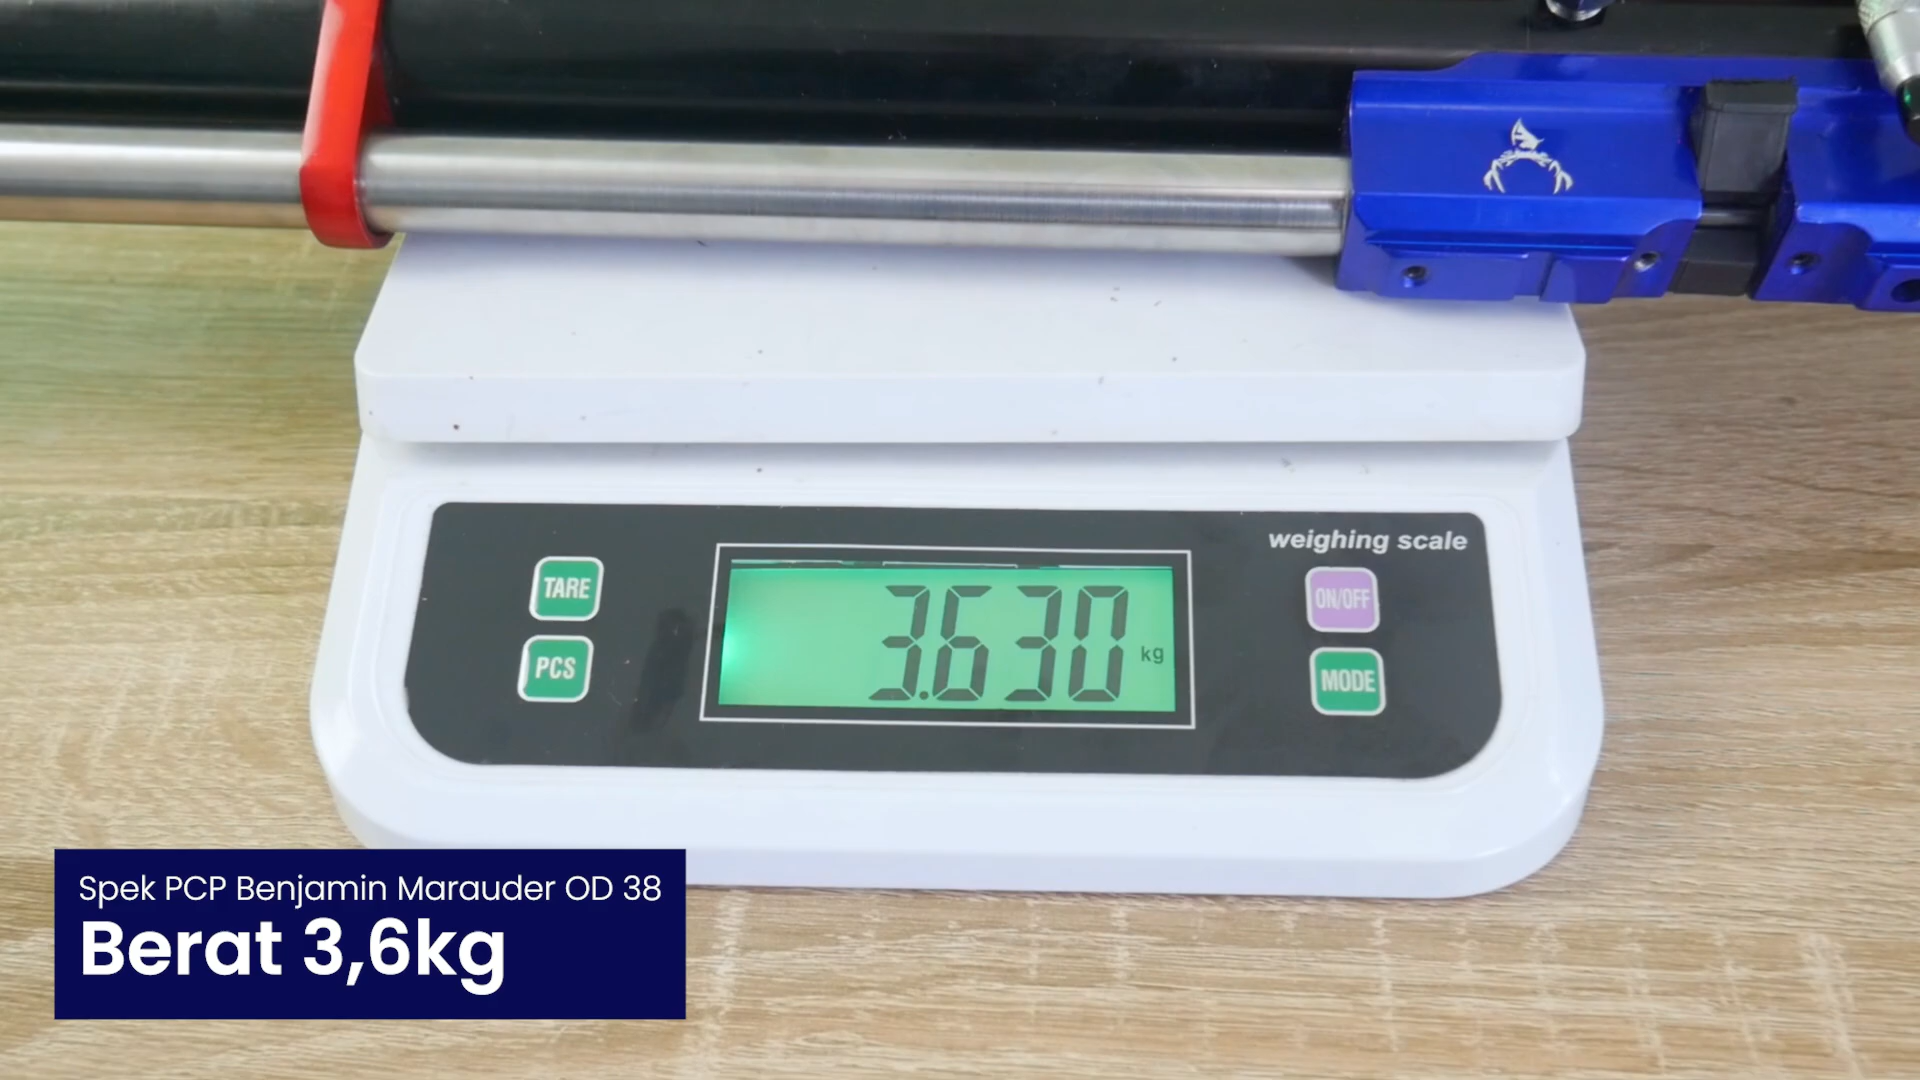 weighing scale
TARE
ON/OFF
3.630 kg
PCS
MODE
Spek PCP Benjamin Marauder OD 38
Berat 3,6kg